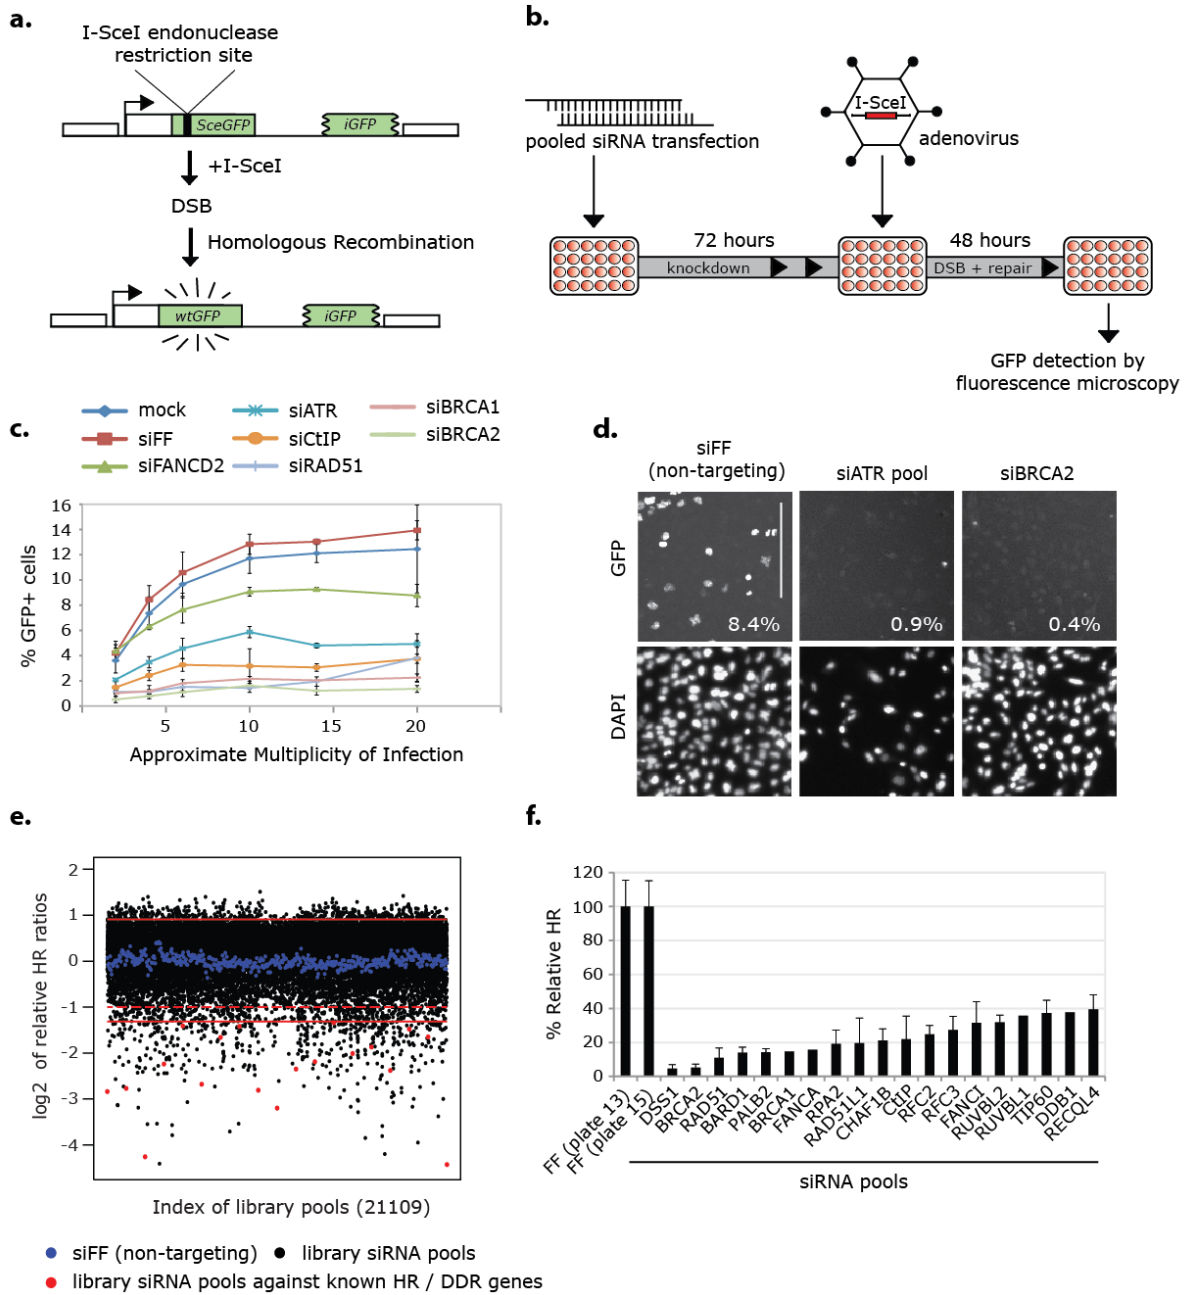 a.
I-SceI endonuclease
restriction site
SceGFP
iGFP
+I-SceI
DSB
Homologous Recombination
wtGFP
iGFP
b.
pooled siRNA transfection
I-SceI
adenovirus
72 hours
knockdown
48 hours
DSB + repair
GFP detection by
fluorescence microscopy
c.
mock
siFF
siFANCD2
siATR
siCtIP
siRAD51
siBRCA1
siBRCA2
% GFP+ cells
16
14
12
10
8
6
4
2
0
5
10
15
20
Approximate Multiplicity of Infection
d.
siFF
(non-targeting)
siATR pool
siBRCA2
GFP
8.4%
0.9%
0.4%
DAPI
e.
log2 of relative HR ratios
2
1
0
-1
-2
-3
-4
Index of library pools (21109)
siFF (non-targeting)
library siRNA pools
library siRNA pools against known HR / DDR genes
f.
% Relative HR
120
100
80
60
40
20
0
FF (plate 13)
FF (plate 15)
DSS1
BRCA2
RAD51
BARD1
PALB2
BRCA1
FANCA
RPA2
RAD51L1
CHAF1B
CtIP
RFC2
RFC3
FANCI
RUVBL2
RUVBL1
TIP60
DDB1
RECQL4
siRNA pools